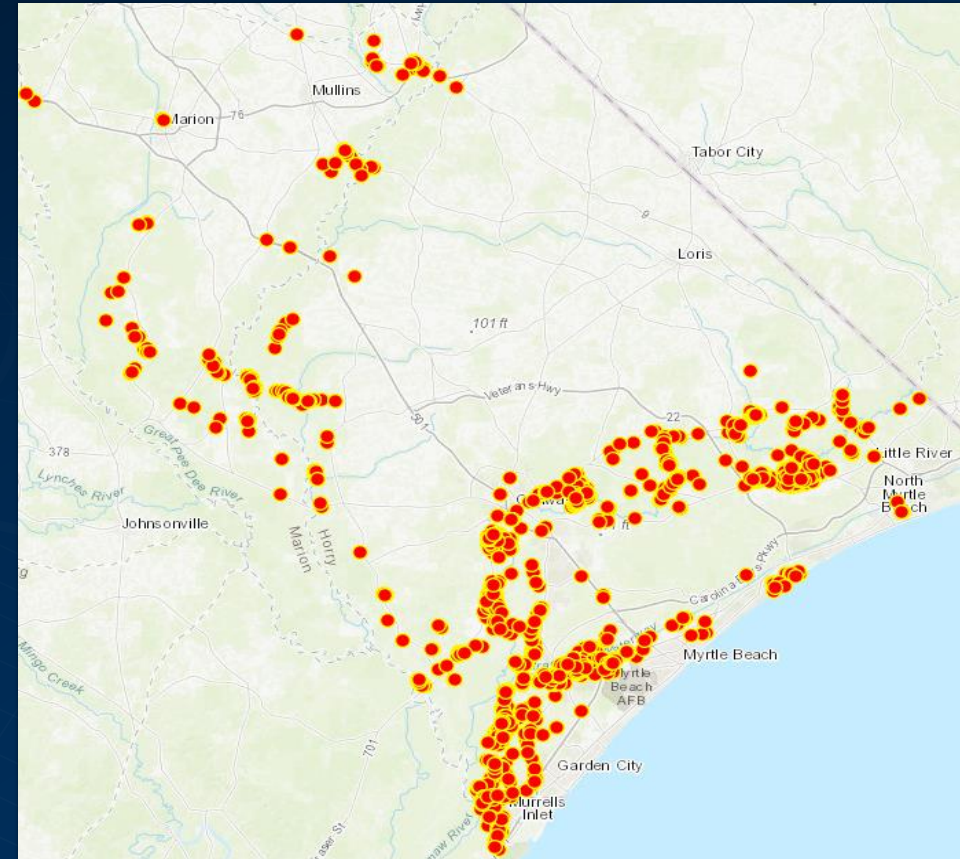 Mullins
Marion
76
Tabor City
9
Loris
101 ft
Veterans Hwy
501
22
378
Great Pee Dee River
Lynches River
Little River
North
Myrtle
Beach
Johnsonville
Horry
Marion
ft
g
Mingo Creek
Myrtle Beach
Myrtle
Beach
AFB
701
Garden City
Murrells
Inlet